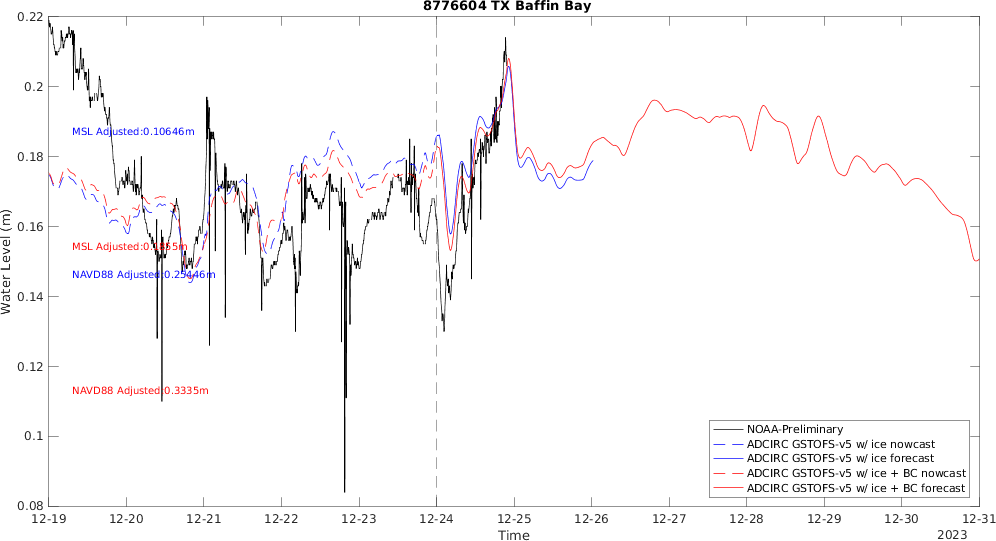 8776604 TX Baffin Bay
0.22
0.2
0.18
0.16
0.14
0.12
0.1
0.08
Water Level (m)
MSL Adjusted:0.10646m
NAVD88 Adjusted:0.25446m
NAVD88 Adjusted:0.3335m
NOAA-Preliminary
ADCIRC GSTOFS-v5 w/ ice nowcast
ADCIRC GSTOFS-v5 w/ ice forecast
ADCIRC GSTOFS-v5 w/ ice + BC nowcast
ADCIRC GSTOFS-v5 w/ ice + BC forecast
12-19 12-20 12-21 12-22 12-23 12-24 12-25 12-26 12-27 12-28 12-29 12-30 12-31
Time
2023